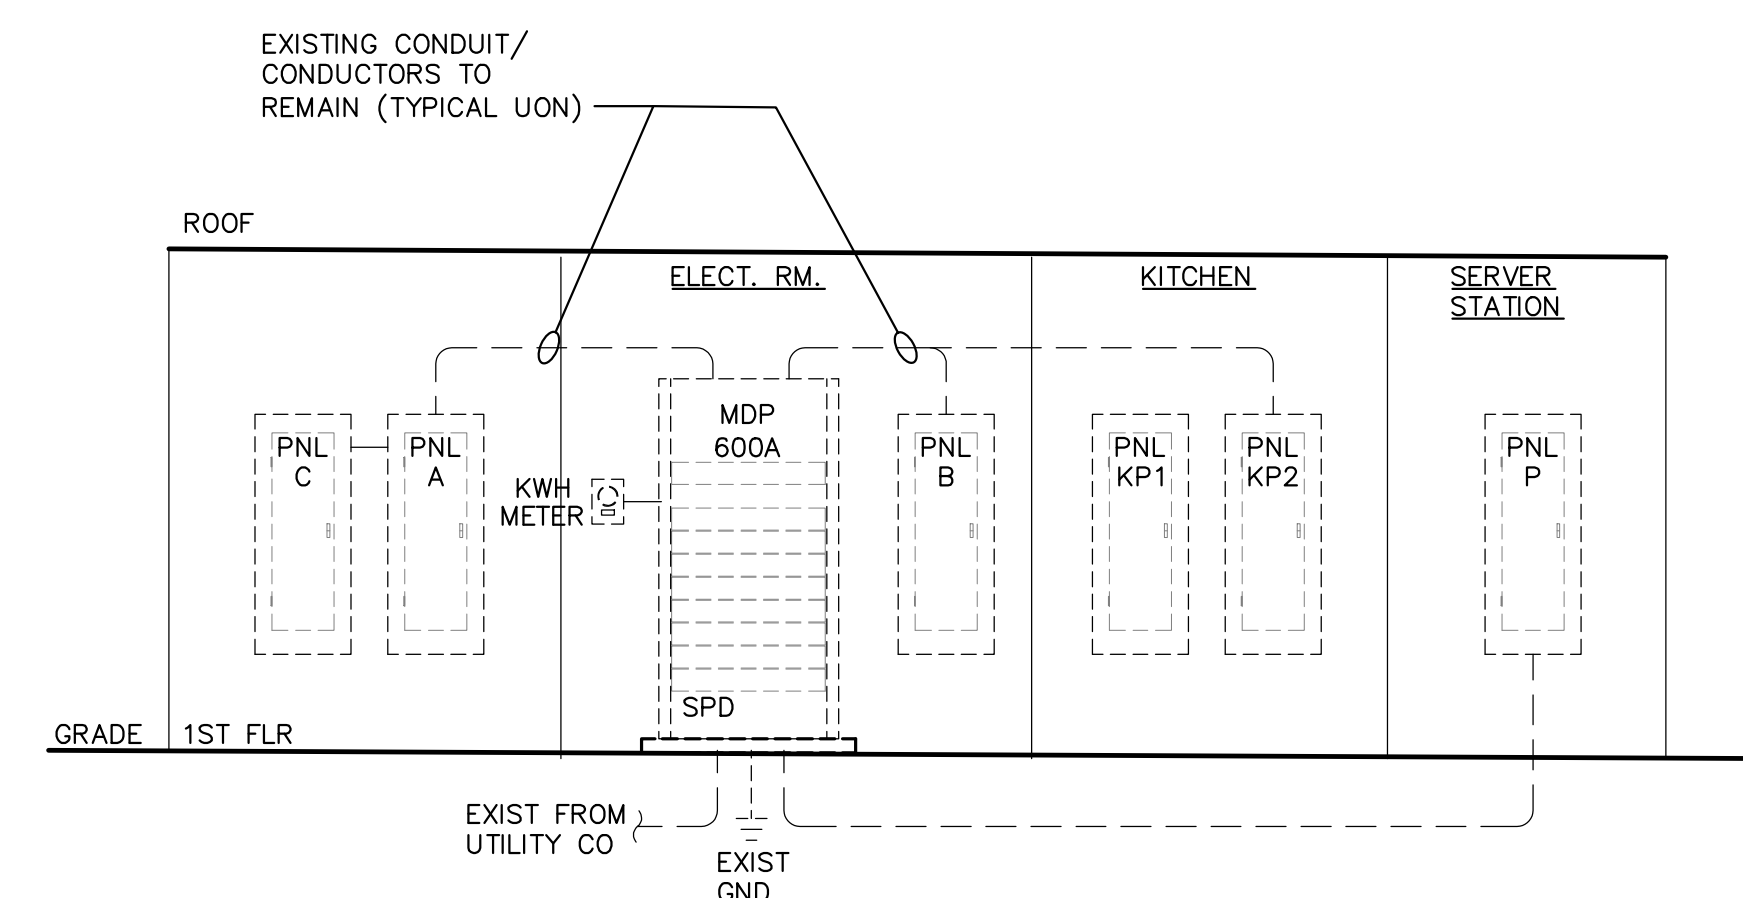 EXISTING CONDUIT/
CONDUCTORS TO
REMAIN (TYPICAL UON)
ROOF
ELECT. RM.
KITCHEN
SERVER
STATION
PNL
C
PNL
A
KWH
METER
MDP
600A
SPD
PNL
B
PNL
KP1
PNL
KP2
PNL
P
GRADE
1ST FLR
EXIST FROM
UTILITY CO
EXIST
GND